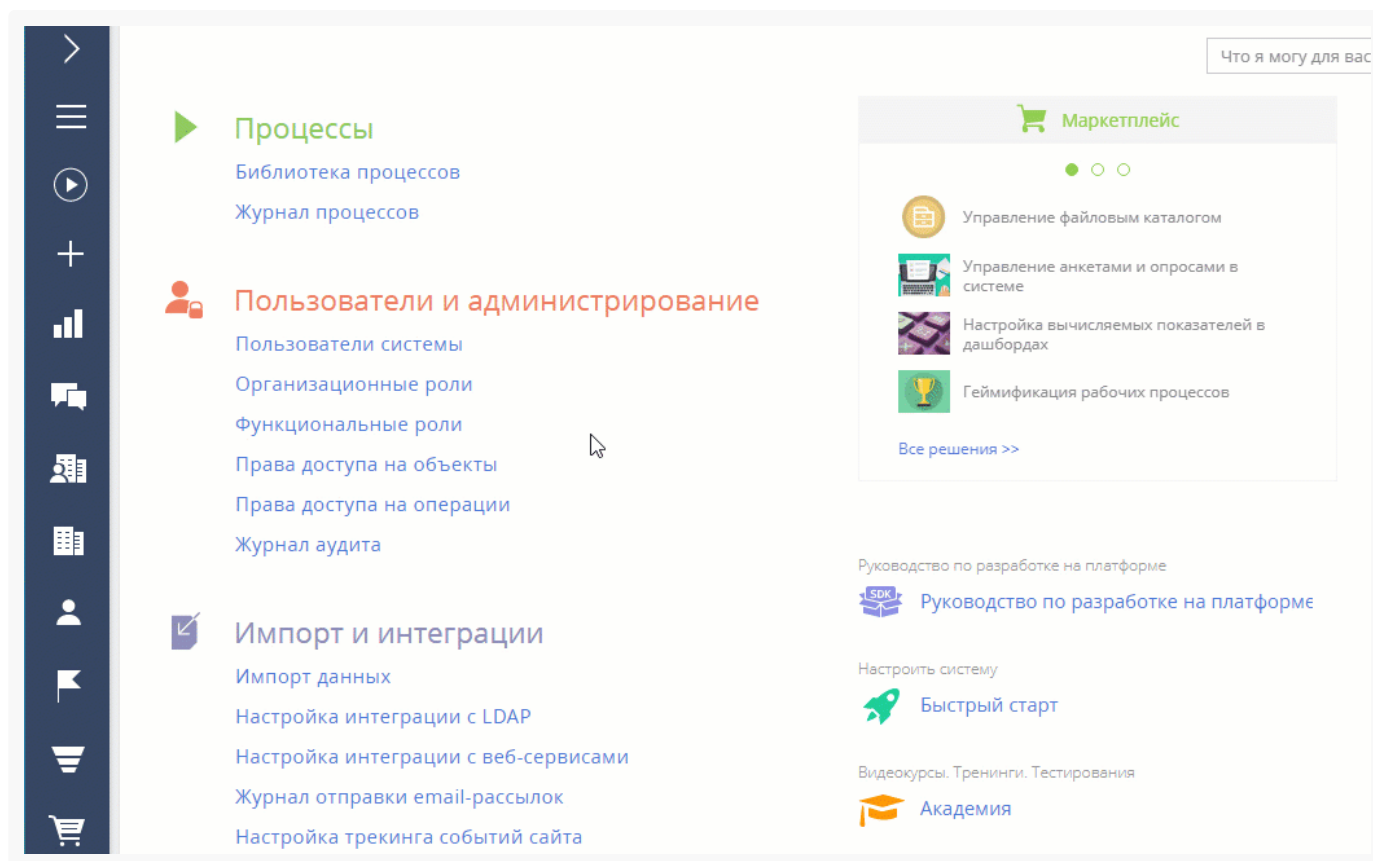 Что я могу для вас
Процессы
Библиотека процессов
Журнал процессов
Пользователи и администрирование
Пользователи системы
Организационные роли
Функциональные роли
Права доступа на объекты
Права доступа на операции
Журнал аудита
Импорт и интеграции
Импорт данных
Настройка интеграции с LDAP
Настройка интеграции с веб-сервисами
Журнал отправки email-рассылок
Настройка трекинга событий сайта
Маркетплейс
Управление файловым каталогом
Управление анкетами и опросами в
системе
Настройка вычисляемых показателей в
дашбордах
Геймификация рабочих процессов
Все решения >>
Руководство по разработке на платформе
SDK
Руководство по разработке на платформе
Настроить систему
Быстрый старт
Видеокурсы. Тренинги. Тестирования
Академия